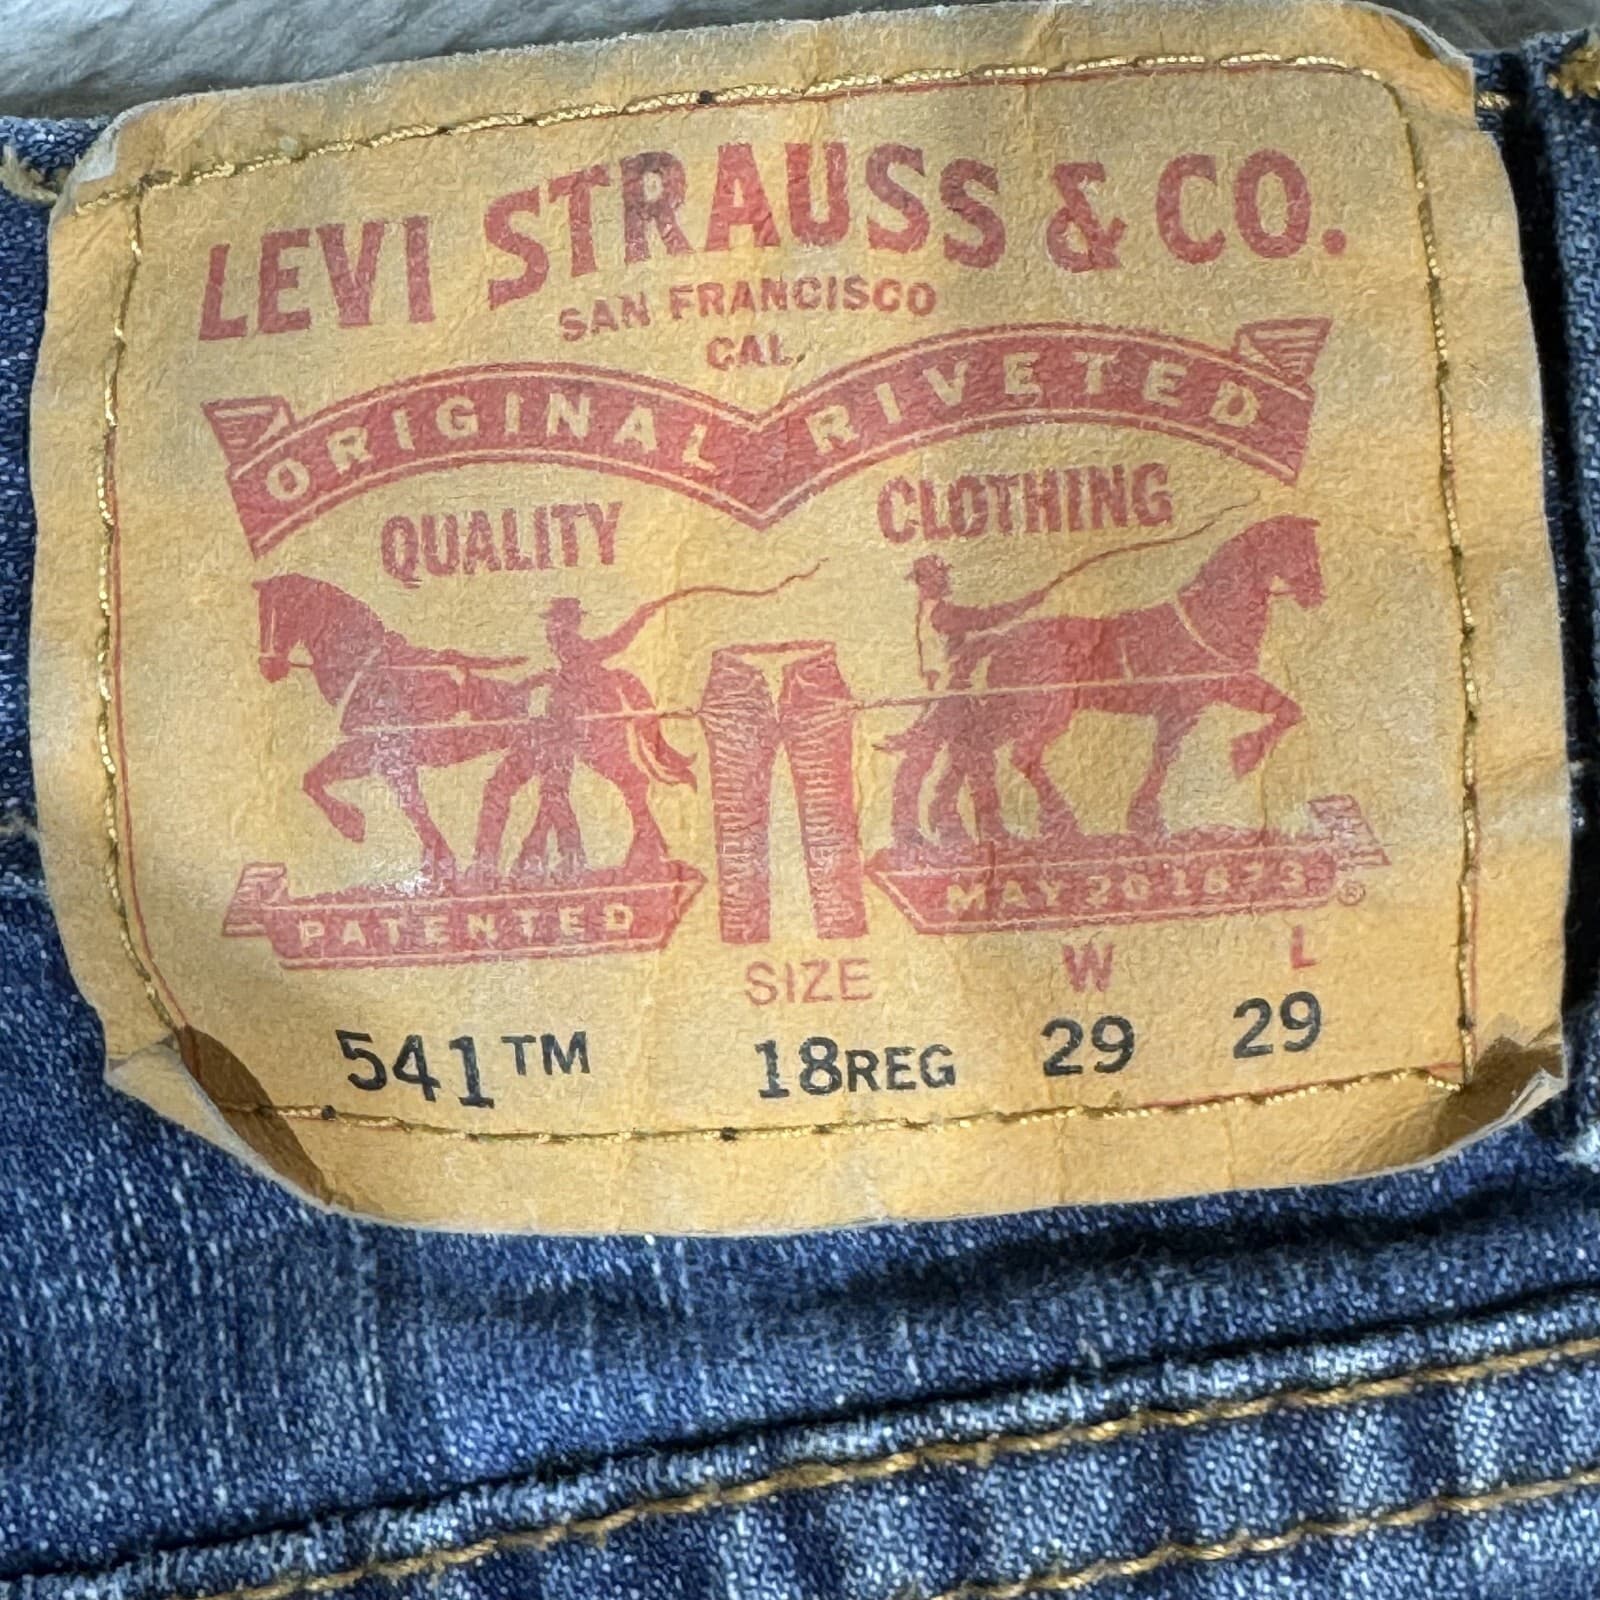 LEVI STRAUSS & CO.
SAN FRANCISCO
CAL.
ORIGINAL RIVETED
QUALITY CLOTHING
PATENTED MAY 20 1873 ®
SIZE W L
541™ 18REG 29 29